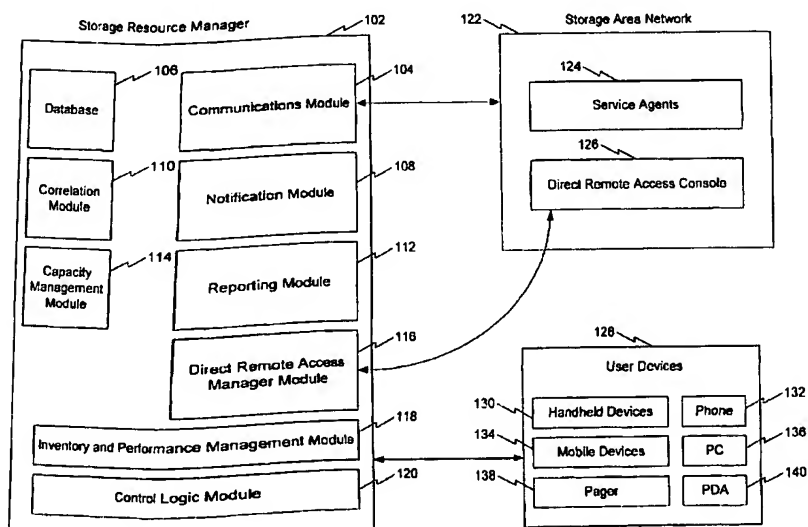 Storage Resource Manager
102
106
Database
104
Communications Module
110
Correlation
Module
108
Notification Module
114
Capacity
Management
Module
112
Reporting Module
116
Direct Remote Access
Manager Module
118
Inventory and Performance Management Module
120
Control Logic Module
Storage Area Network
122
124
Service Agents
126
Direct Remote Access Console
128
User Devices
130
Handheld Devices
Phone
132
134
Mobile Devices
PC
136
138
Pager
PDA
140